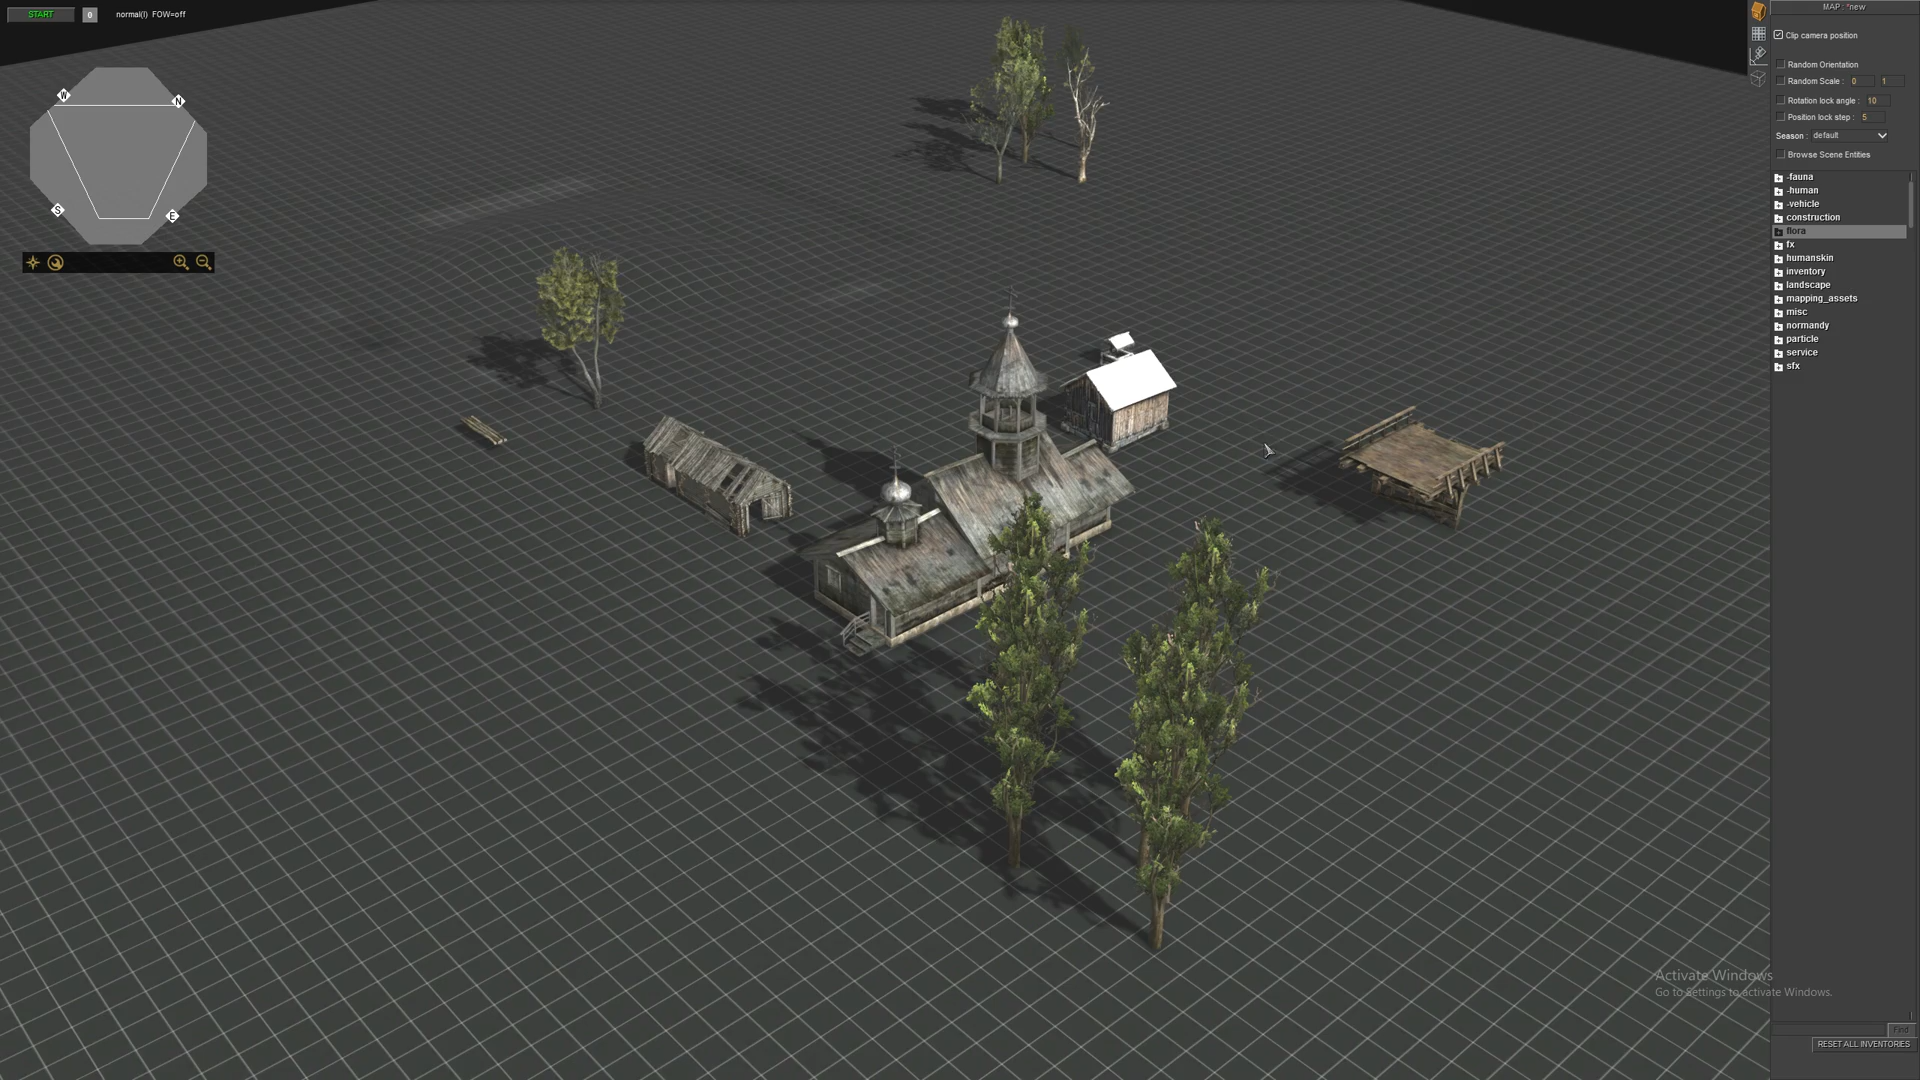 START
0
normal(I) FOW=off
W
N
S
E
MAP : *new
Clip camera position
Random Orientation
Random Scale : 0 1
Rotation lock angle : 10
Position lock step : 5
Season : default
Browse Scene Entities
-fauna
-human
-vehicle
construction
flora
fx
humanskin
inventory
landscape
mapping_assets
misc
normandy
particle
service
sfx
Activate Windows
Go to Settings to activate Windows.
Find
RESET ALL INVENTORIES